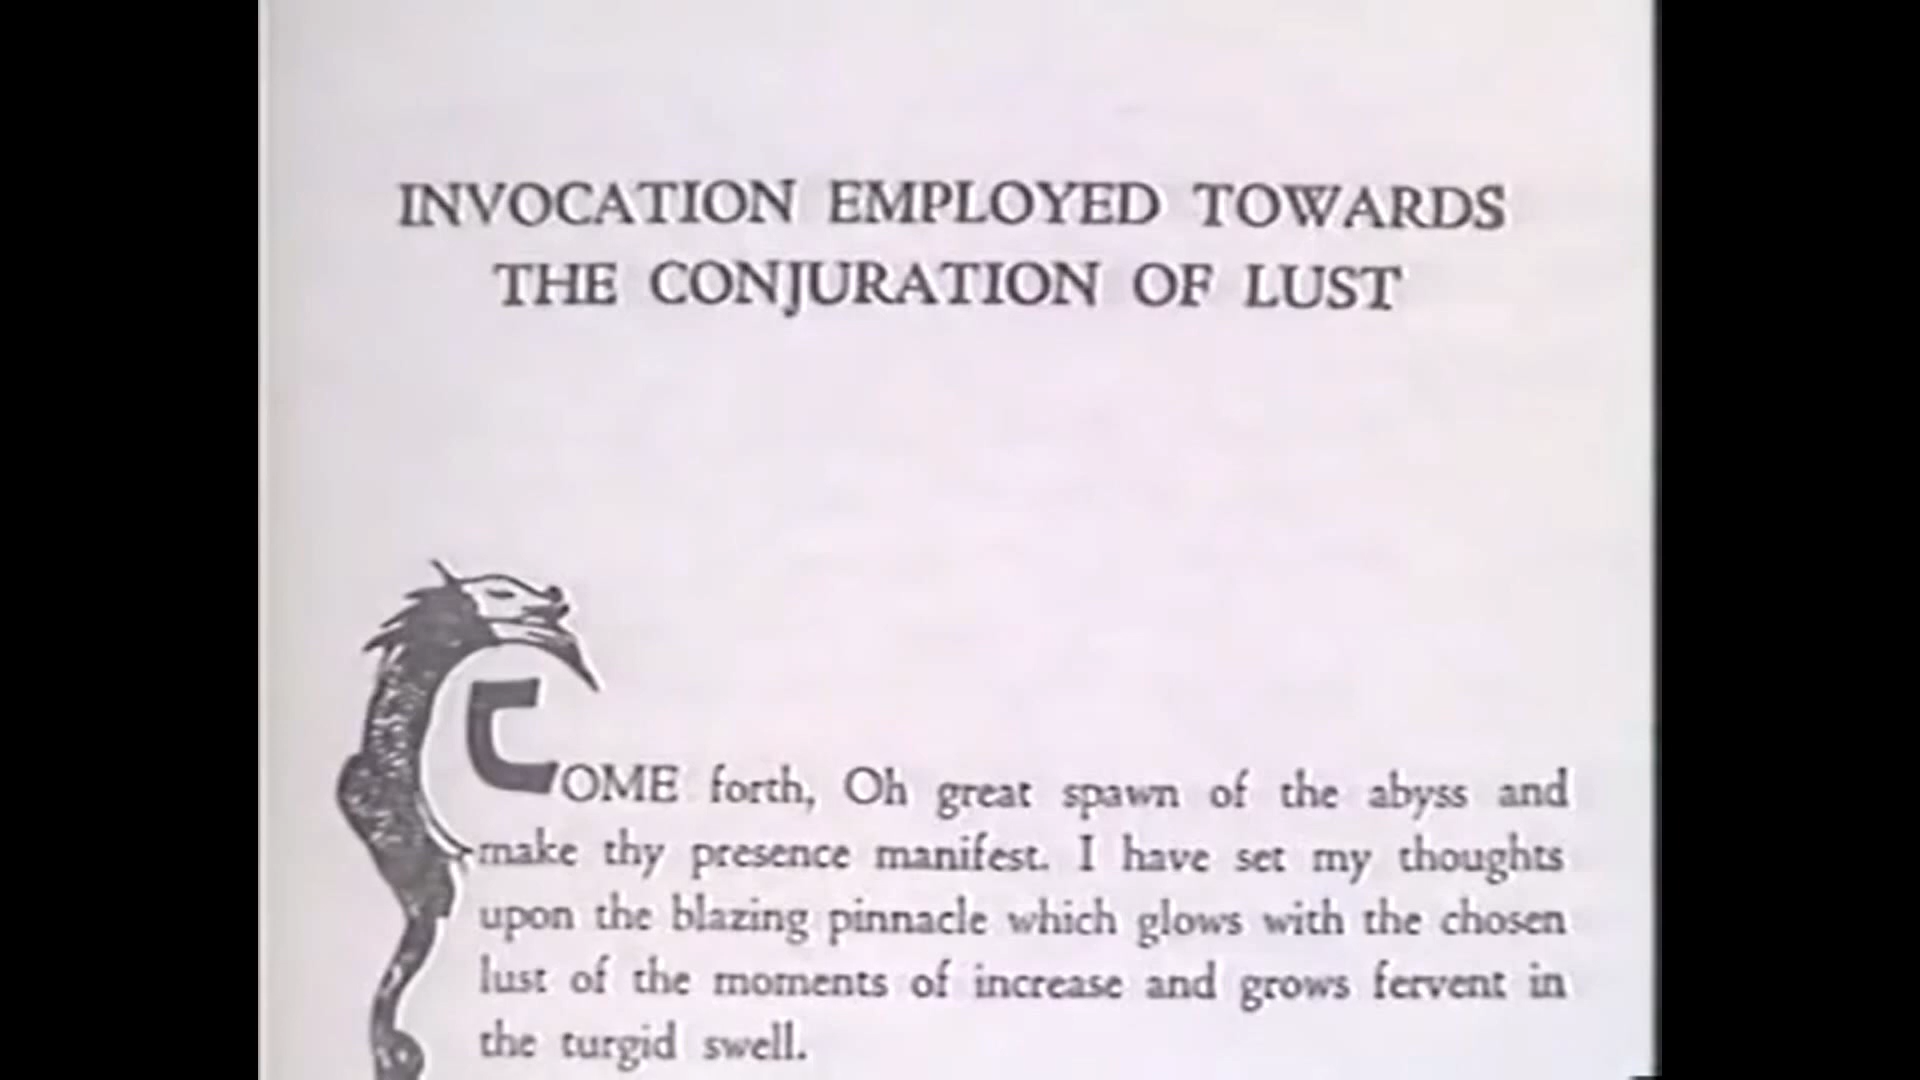 INVOCATION EMPLOYED TOWARDS
THE CONJURATION OF LUST
COME forth, Oh great spawn of the abyss and
make thy presence manifest. I have set my thoughts
upon the blazing pinnacle which glows with the chosen
lust of the moments of increase and grows fervent in
the turgid swell.